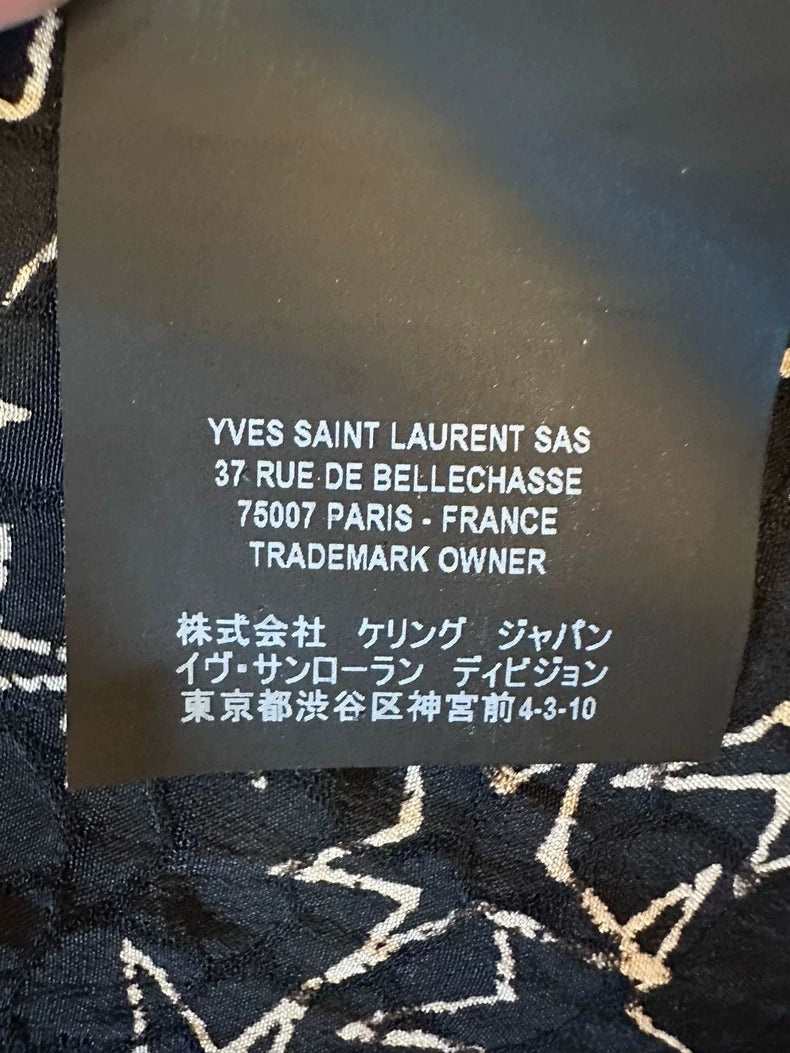 YVES SAINT LAURENT SAS
37 RUE DE BELLECHASSE
75007 PARIS - FRANCE
TRADEMARK OWNER
株式会社 ケリング ジャパン
イヴ・サンローラン ディビジョン
東京都渋谷区神宮前4-3-10